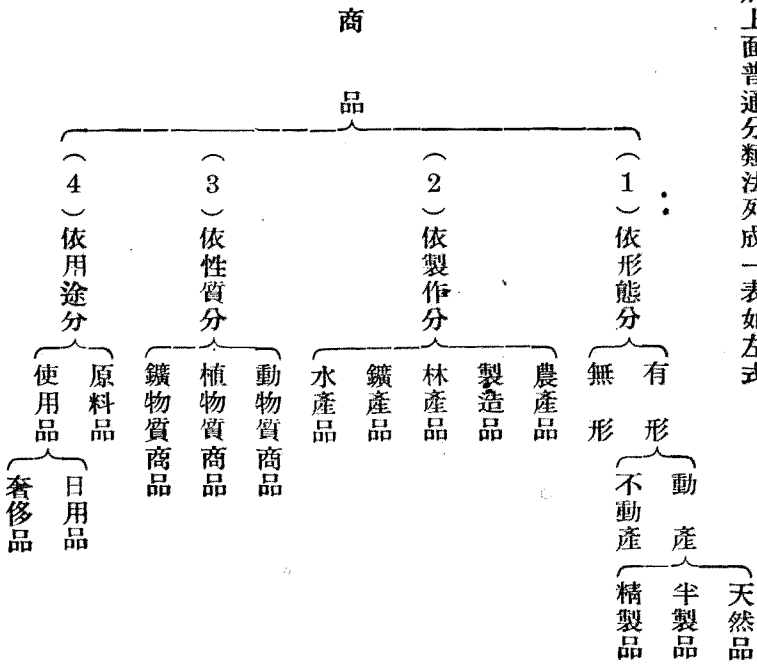 上面普通分類法列成一表如左式
商品
（1）依形態分
有形
動產
天然品
半製品
精製品
不動產
無形
（2）依製作分
農產品
製造品
林產品
鑛產品
水產品
（3）依性質分
動物質商品
植物質商品
鑛物質商品
（4）依用途分
原料品
使用品
日用品
奢侈品